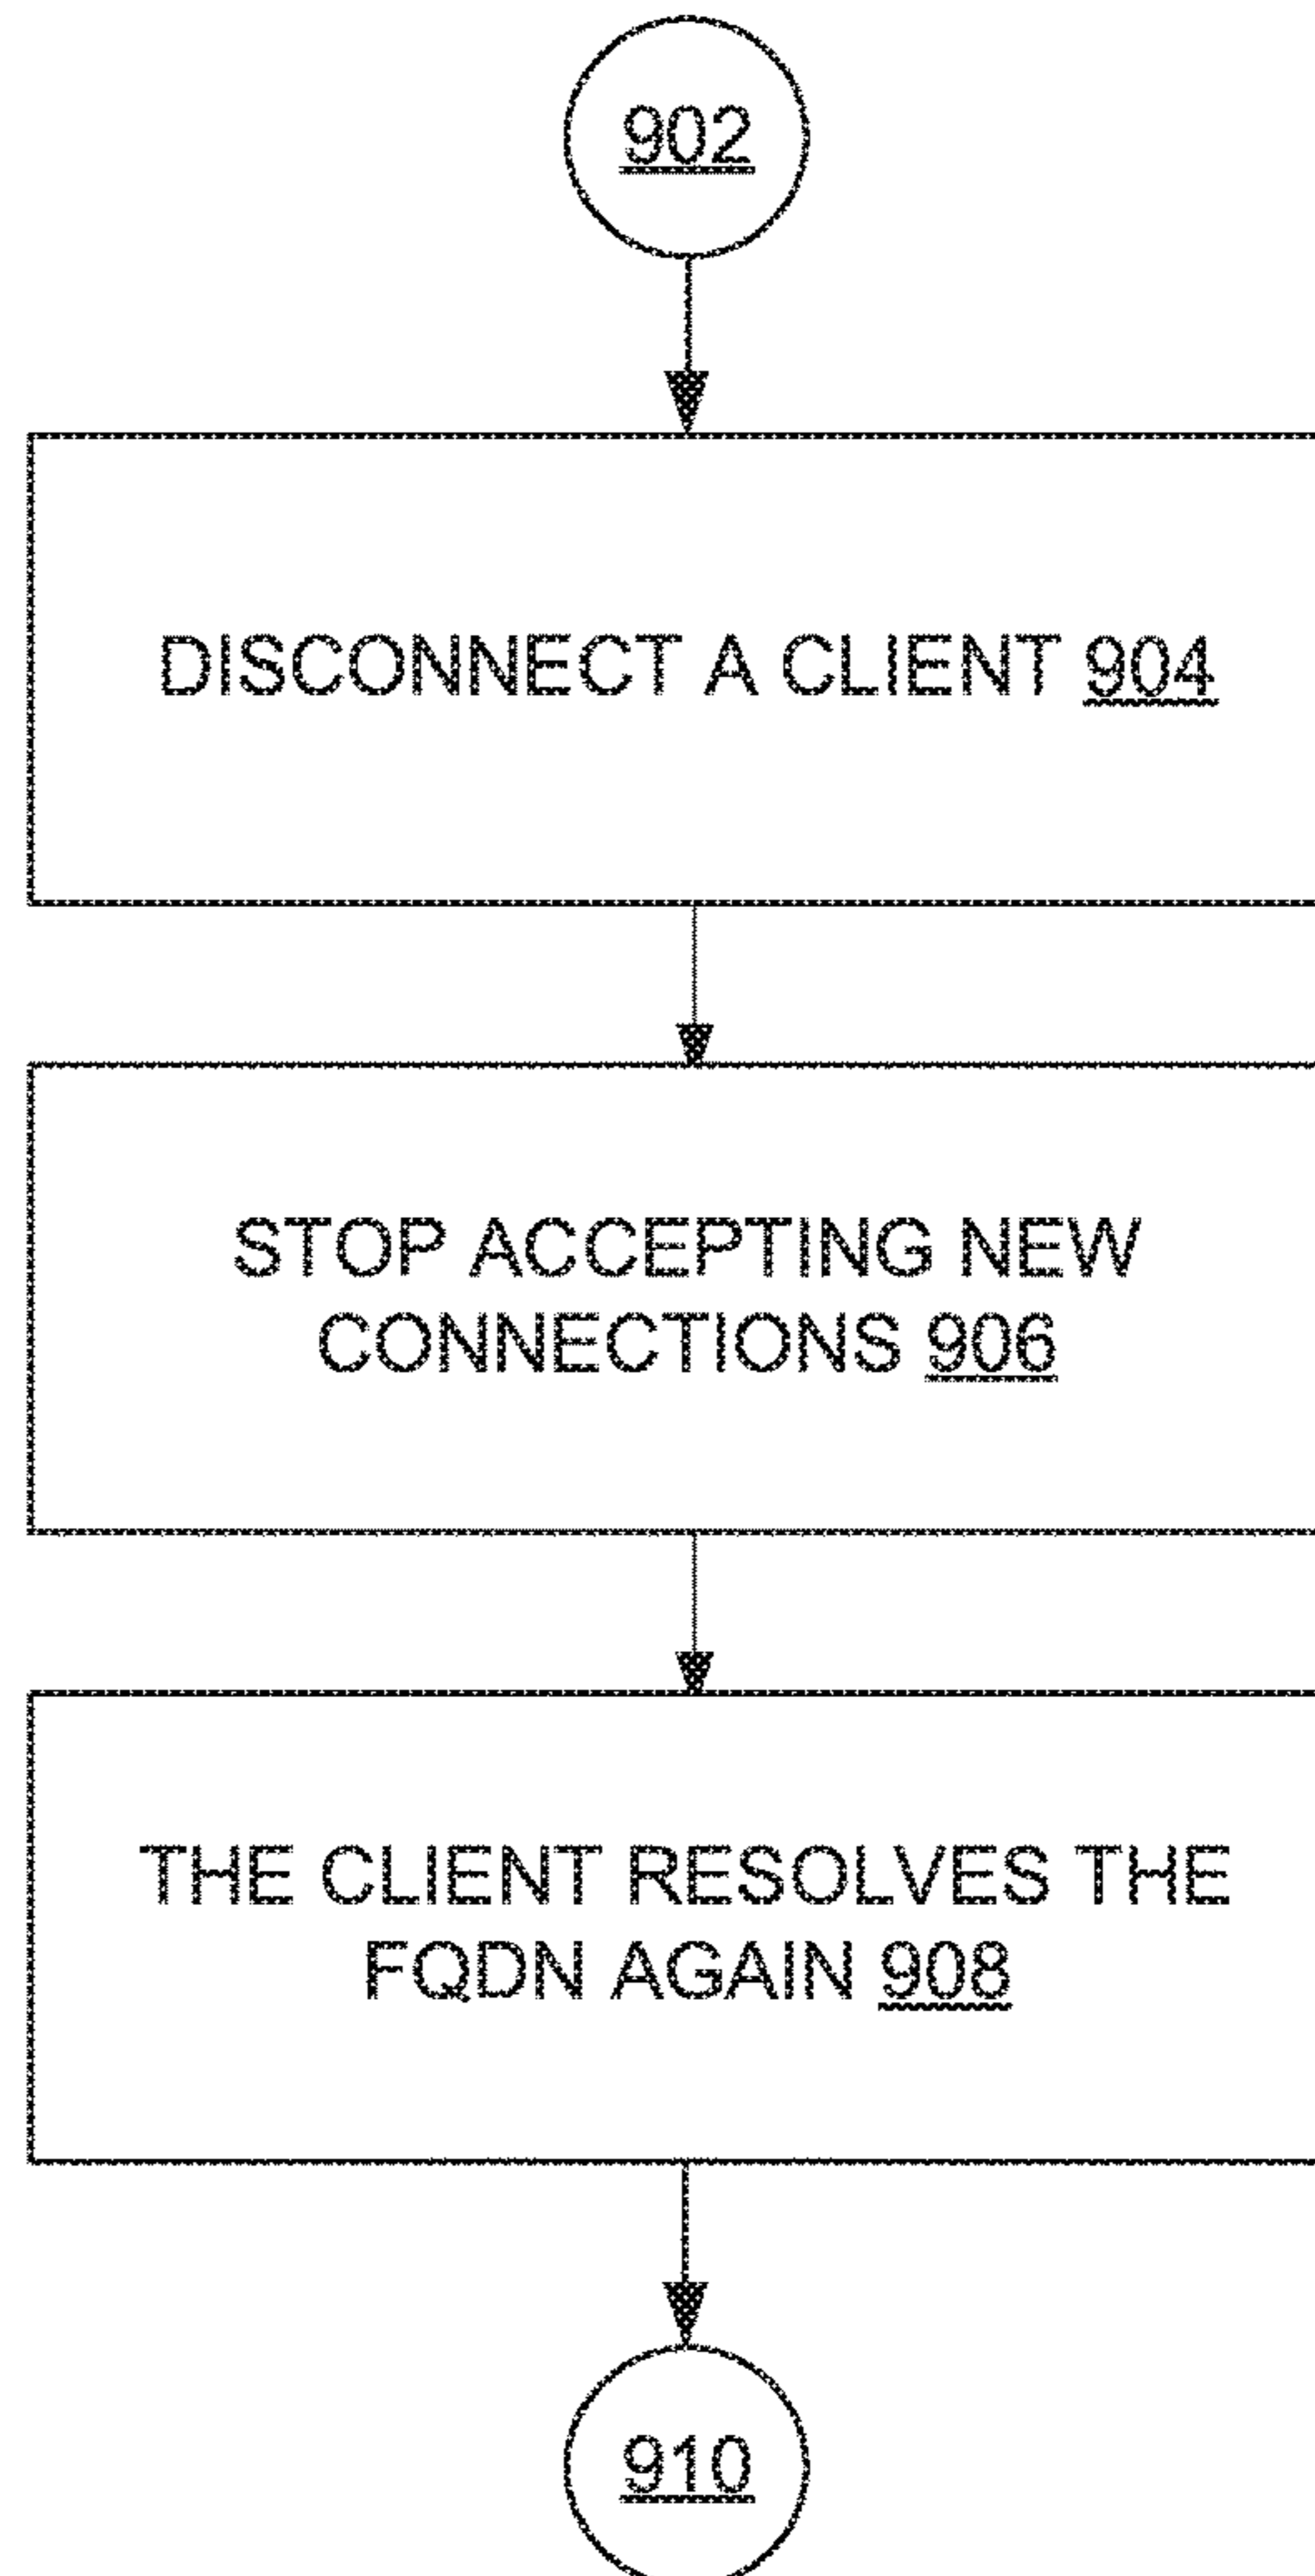 902
DISCONNECT A CLIENT 904
STOP ACCEPTING NEW
CONNECTIONS 906
THE CLIENT RESOLVES THE
FQDN AGAIN 908
910